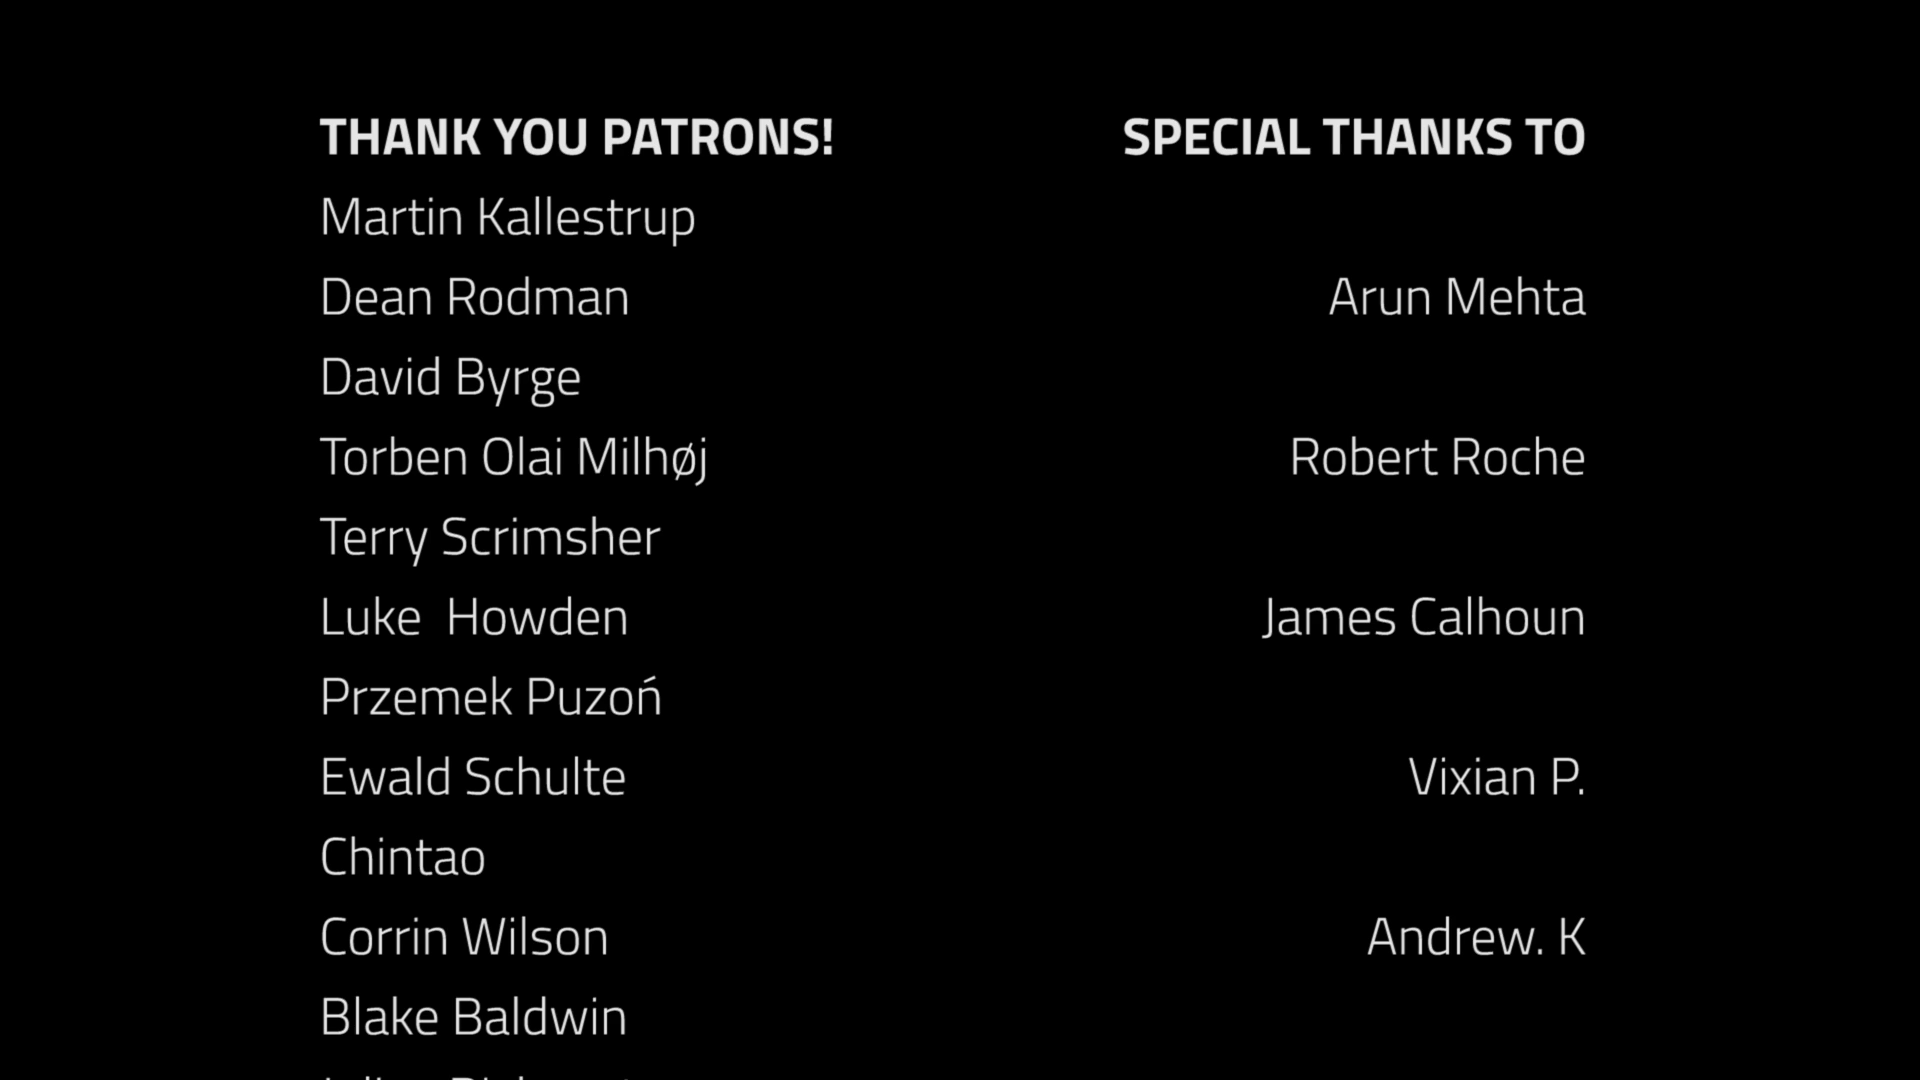 THANK YOU PATRONS!
Martin Kallestrup
Dean Rodman
David Byrge
Torben Olai Milhøj
Terry Scrimsher
Luke  Howden
Przemek Puzoń
Ewald Schulte
Chintao
Corrin Wilson
Blake Baldwin
SPECIAL THANKS TO
Arun Mehta
Robert Roche
James Calhoun
Vixian P.
Andrew. K